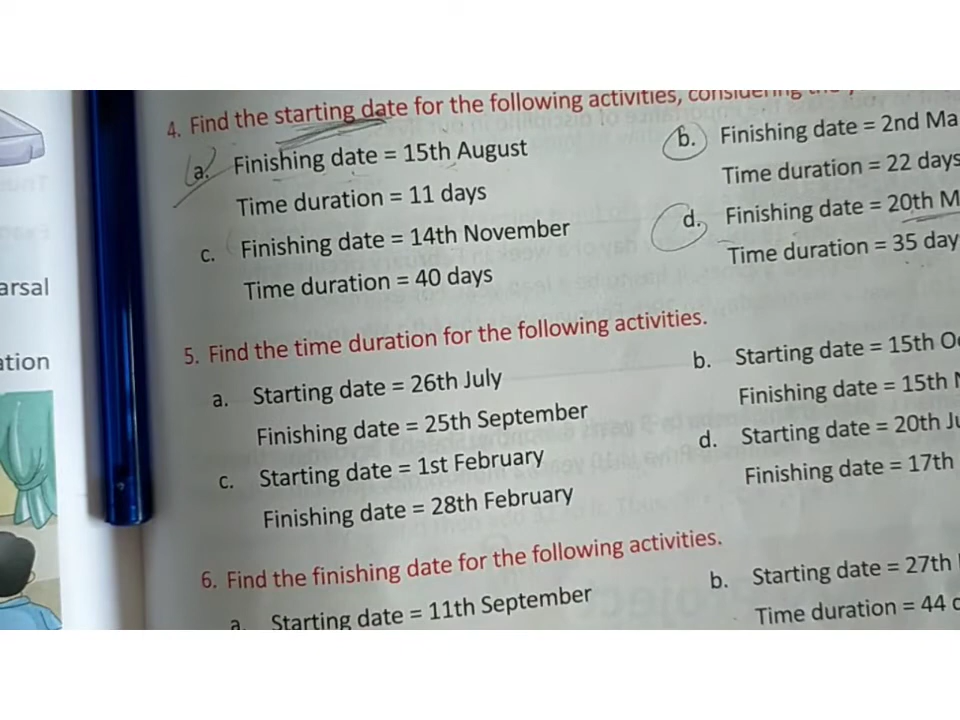 arsal
ation
4. Find the starting date for the following activities,
a. Finishing date = 15th August
Time duration = 11 days
b. Finishing date = 2nd Ma
Time duration = 22 days
c. Finishing date = 14th November
Time duration = 40 days
d. Finishing date = 20th M
Time duration = 35 day
5. Find the time duration for the following activities.
a. Starting date = 26th July
Finishing date = 25th September
b. Starting date = 15th O
Finishing date = 15th
c. Starting date = 1st February
Finishing date = 28th February
d. Starting date = 20th Ju
Finishing date = 17th
6. Find the finishing date for the following activities.
a. Starting date = 11th September
b. Starting date = 27th
Time duration = 44